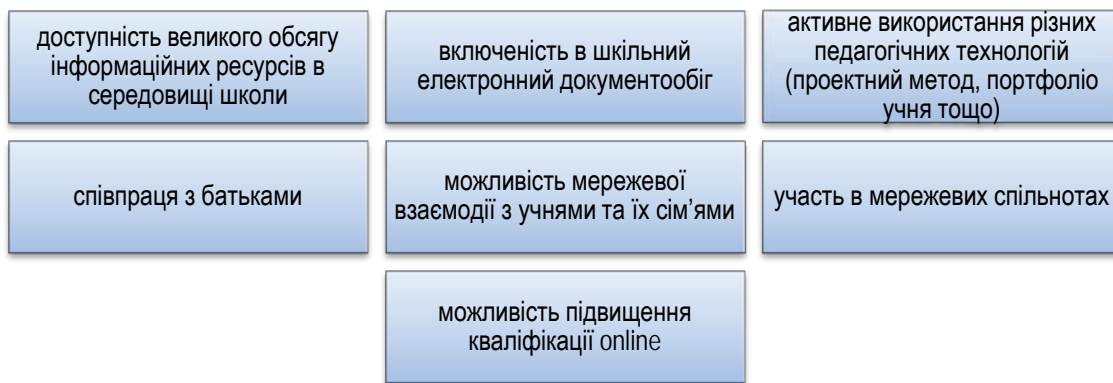 доступність великого обсягу
інформаційних ресурсів в
середовищі школи
включеність в шкільний
електронний документообіг
активне використання різних
педагогічних технологій
(проектний метод, портфоліо
учня тощо)
співпраця з батьками
можливість мережевої
взаємодії з учнями та їх сім’ями
участь в мережевих спільнотах
можливість підвищення
кваліфікації online